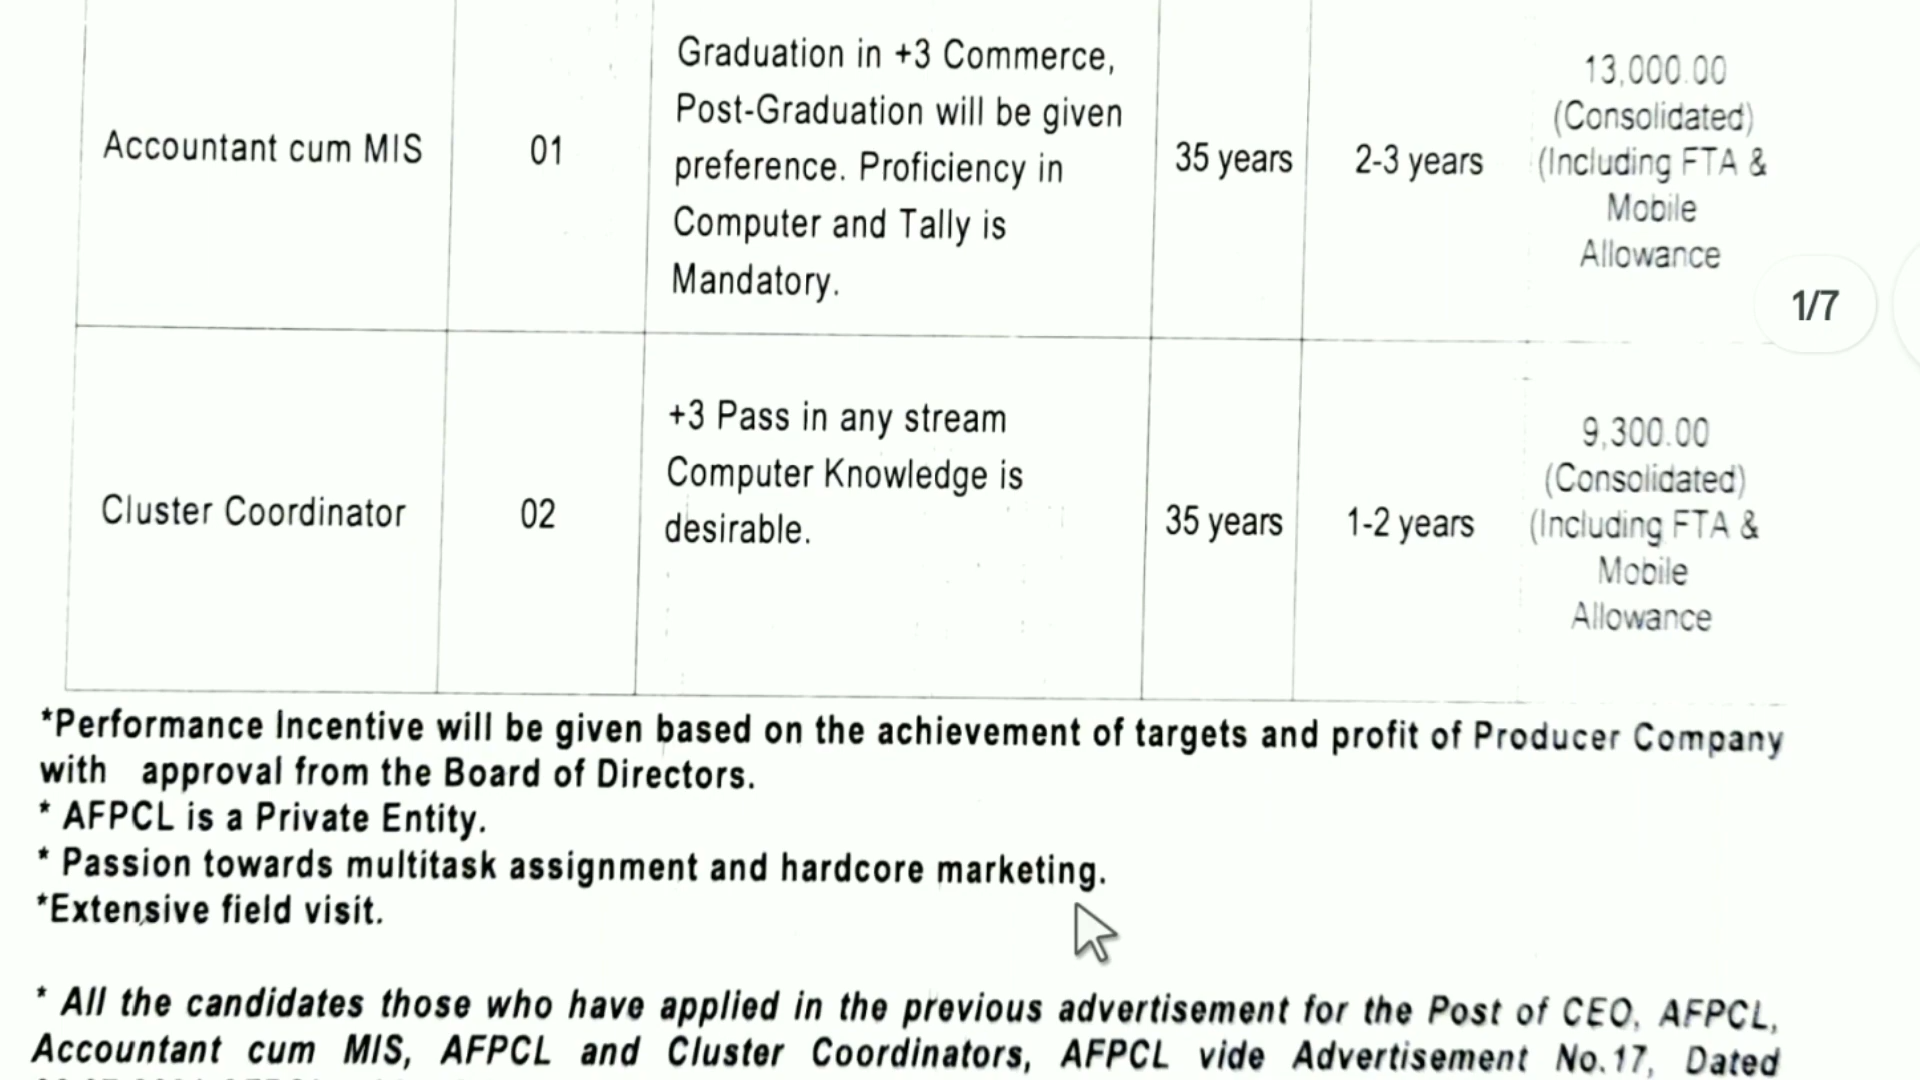 Graduation in +3 Commerce,
Post-Graduation will be given
preference. Proficiency in
Computer and Tally is
Mandatory.
Accountant cum MIS
01
35 years
2-3 years
13,000.00
(Consolidated)
(Including FTA &
Mobile
Allowance
1/7
+3 Pass in any stream
Computer Knowledge is
desirable.
Cluster Coordinator
02
35 years
1-2 years
9,300.00
(Consolidated)
(Including FTA &
Mobile
Allowance
*Performance Incentive will be given based on the achievement of targets and profit of Producer Company
with approval from the Board of Directors.
* AFPCL is a Private Entity.
* Passion towards multitask assignment and hardcore marketing.
*Extensive field visit.
* All the candidates those who have applied in the previous advertisement for the Post of CEO, AFPCL,
Accountant cum MIS, AFPCL and Cluster Coordinators, AFPCL vide Advertisement No.17, Dated